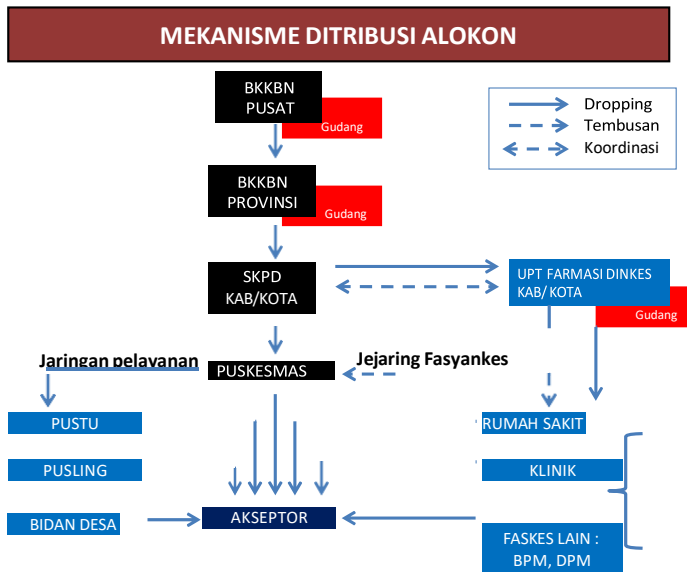 MEKANISME DITRIBUSI ALOKON
BKKBN
PUSAT
Gudang
Dropping
Tembusan
Koordinasi
BKKBN
PROVINSI
Gudang
SKPD
KAB/KOTA
UPT FARMASI DINKES
KAB/ KOTA
Gudang
Jaringan pelayanan
PUSKESMAS
Jejaring Fasyankes
PUSTU
RUMAH SAKIT
PUSLING
KLINIK
BIDAN DESA
AKSEPTOR
FASKES LAIN :
BPM, DPM